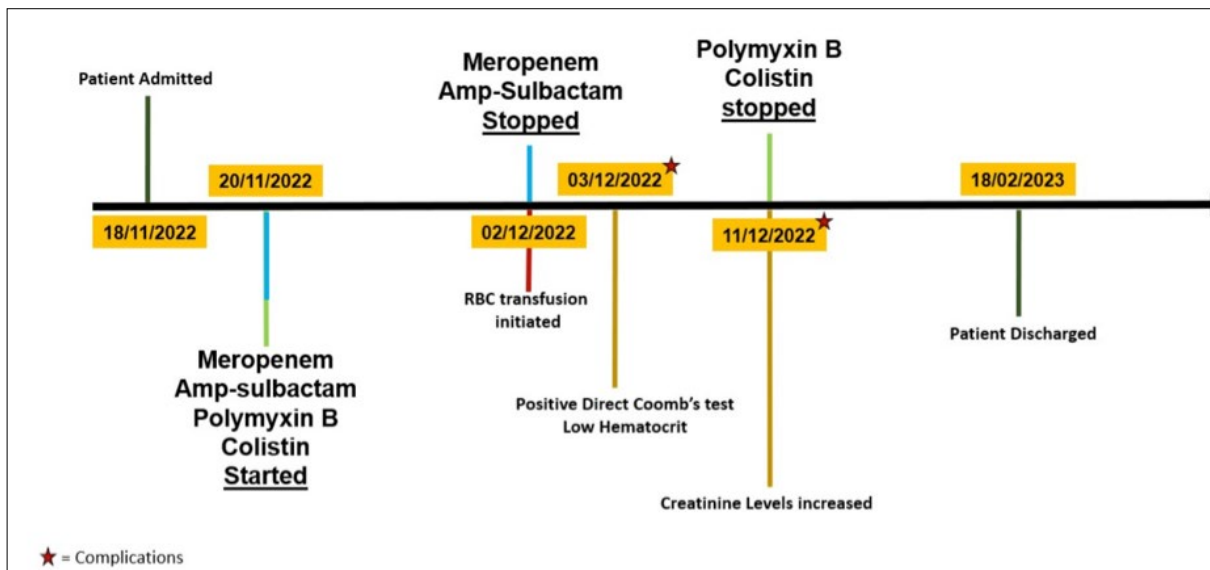 Patient Admitted
18/11/2022
20/11/2022
Meropenem
Amp-sulbactam
Polymyxin B
Colistin
Started
Meropenem
Amp-Sulbactam
Stopped
02/12/2022
RBC transfusion
initiated
03/12/2022
Positive Direct Coomb’s test
Low Hematocrit
Polymyxin B
Colistin
stopped
11/12/2022
Creatinine Levels increased
18/02/2023
Patient Discharged
= Complications